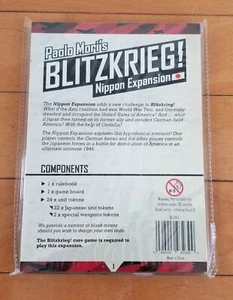 Paolo Mori's
BLITZKRIEG!
Nippon Expansion
The Nippon Expansion adds a new challenge to Blitzkrieg!
What if the Axis coalition had won World War Two, and Germany
invaded and occupied the United States of America? And... what
if Japan then turned on its former ally and invaded German held
America? With the help of Godzilla?
The Nippon Expansion explores this hypothetical scenario! One
player controls the German forces and the other player controls
the Japanese forces in a battle for domination of America in an
alternate universe 1946.
COMPONENTS
1 x rulebook
1 x game board
24 x unit tokens
22 x Japanese unit tokens
2 x special weapons tokens
We provide a number of blank tokens
should you wish to design your own units
The Blitzkrieg! core game is required to
play this expansion.
WARNING!
1